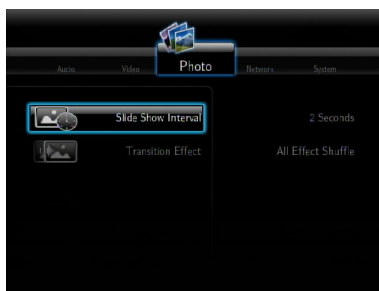 Audio Video Photo Network System
Slide Show Interval 2 Seconds
Transition Effect All Effect Shuffle